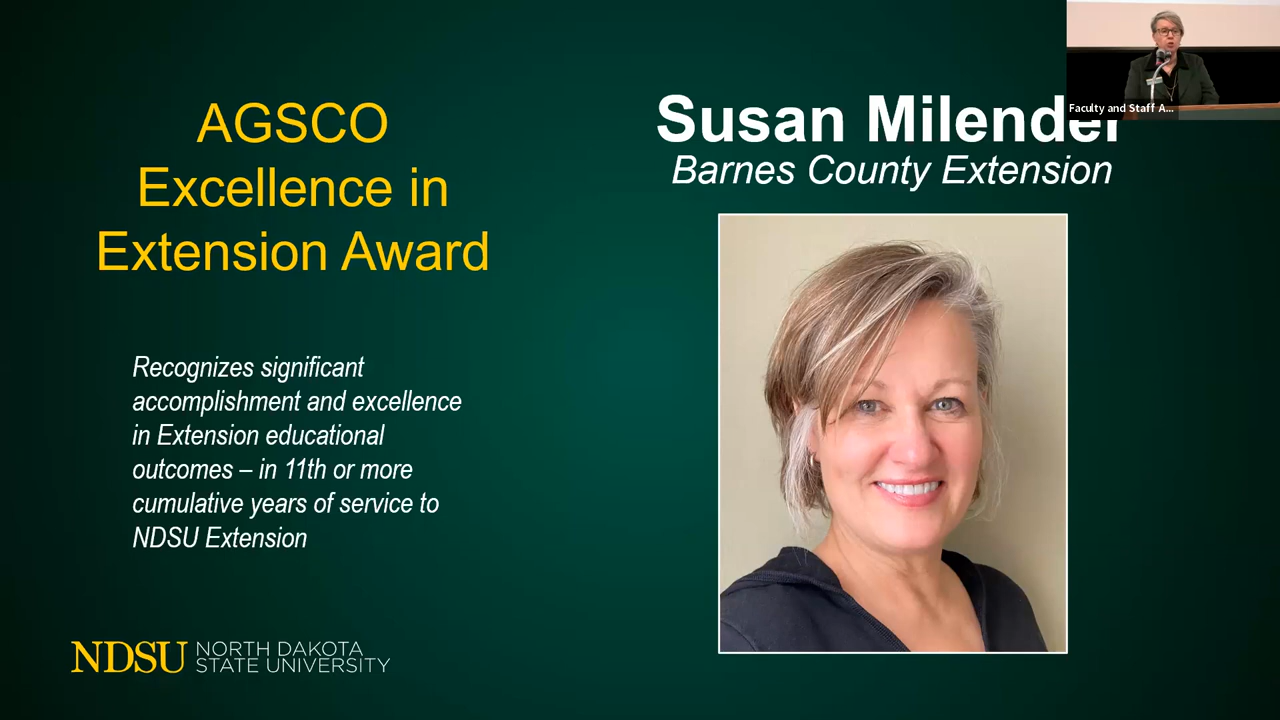 AGSCO
Excellence in
Extension Award
Recognizes significant
accomplishment and excellence
in Extension educational
outcomes – in 11th or more
cumulative years of service to
NDSU Extension
NDSU NORTH DAKOTA
STATE UNIVERSITY
Susan Milender
Barnes County Extension
Faculty and Staff A...